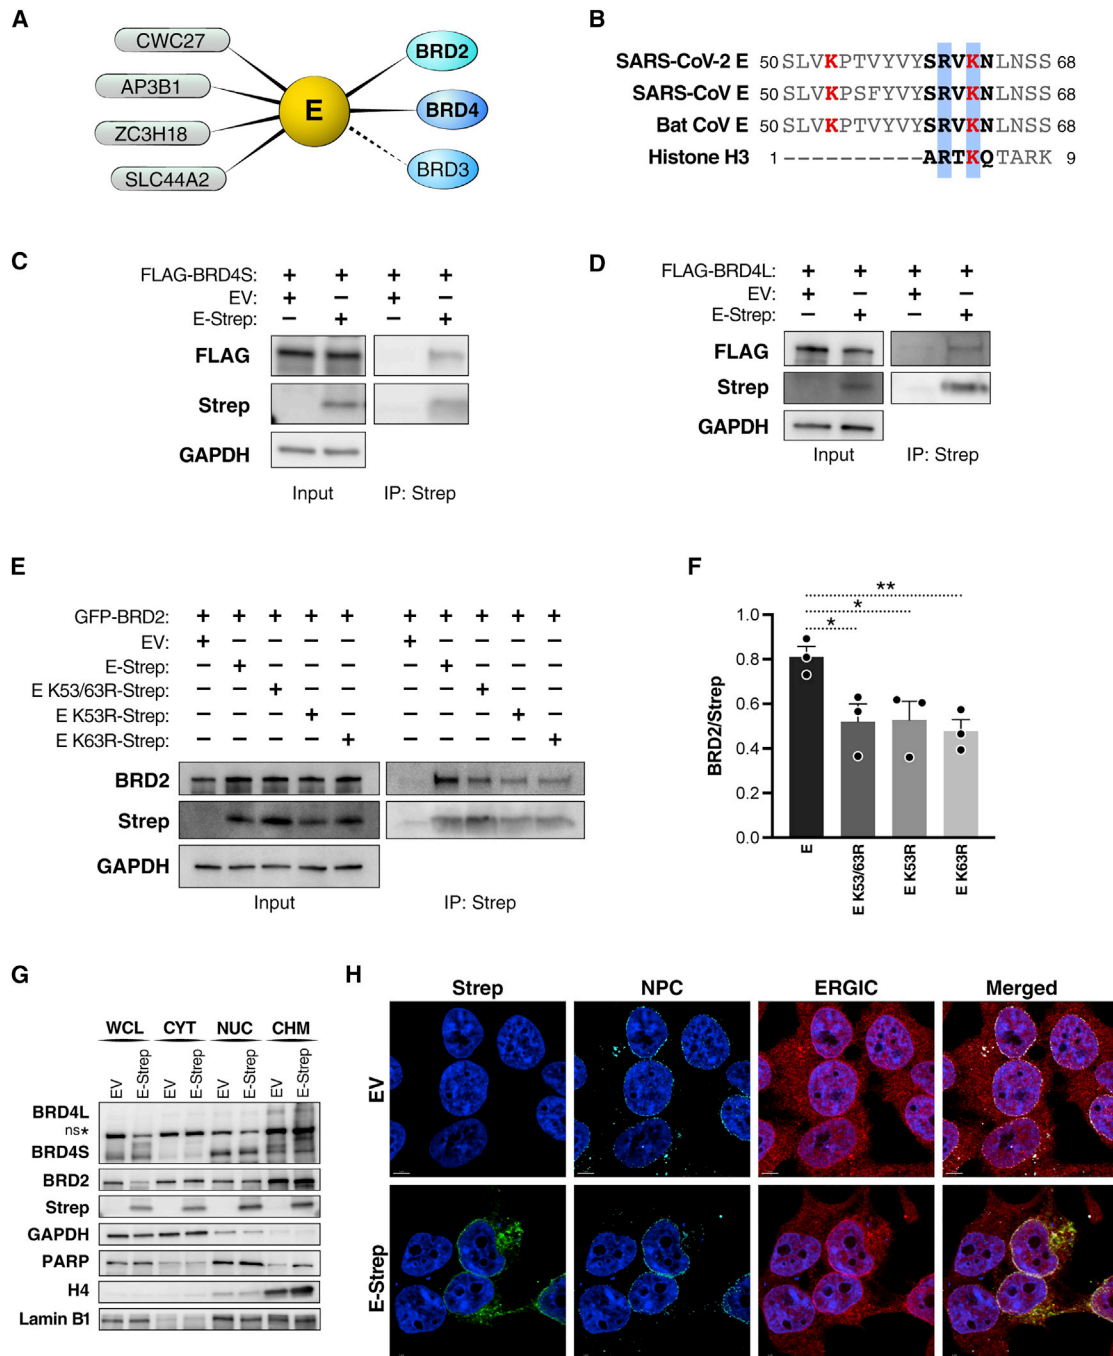 A
CWC27
AP3B1
ZC3H18
SLC44A2
E
BRD2
BRD4
BRD3
B
SARS-CoV-2 E 50 SLVKPTVYVYSRVKNLNSS 68
SARS-CoV E 50 SLVKPSFYVYSRVKNLNSS 68
Bat CoV E 50 SLVKPTVYVYSRVKNLNSS 68
Histone H3 1 ----------ARTKQTARK 9
C
FLAG-BRD4S: + + + +
EV: + − + −
E-Strep: − + − +
FLAG
Strep
GAPDH
Input IP: Strep
D
FLAG-BRD4L: + + + +
EV: + − + −
E-Strep: − + − +
FLAG
Strep
GAPDH
Input IP: Strep
E
GFP-BRD2: + + + + + + + + + +
EV: + − − − − + − − − −
E-Strep: − + − − − − + − − −
E K53/63R-Strep: − − + − − − − + − −
E K53R-Strep: − − − + − − − − + −
E K63R-Strep: − − − − + − − − − +
BRD2
Strep
GAPDH
Input IP: Strep
F
**
*
*
BRD2/Strep
1.0
0.8
0.6
0.4
0.2
0.0
E
E K53/63R
E K53R
E K63R
G
WCL CYT NUC CHM
EV E-Strep EV E-Strep EV E-Strep EV E-Strep
BRD4L
ns*
BRD4S
BRD2
Strep
GAPDH
PARP
H4
Lamin B1
H
Strep NPC ERGIC Merged
EV
E-Strep